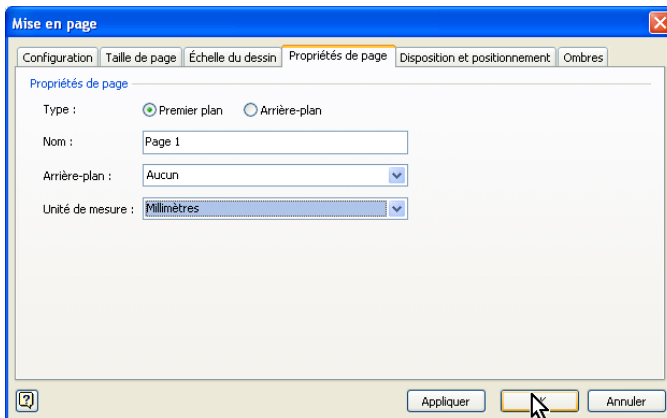 Mise en page
Configuration Taille de page Échelle du dessin Propriétés de page Disposition et positionnement Ombres
Propriétés de page
Type : Premier plan Arrière-plan
Nom : Page 1
Arrière-plan : Aucun
Unité de mesure : Millimètres
Appliquer Annuler